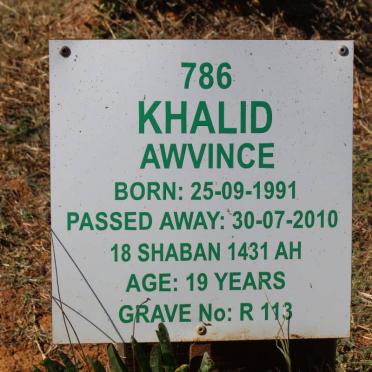 786
KHALID
AWVINCE
BORN: 25-09-1991
PASSED AWAY: 30-07-2010
18 SHABAN 1431 AH
AGE: 19 YEARS
GRAVE No: R 113